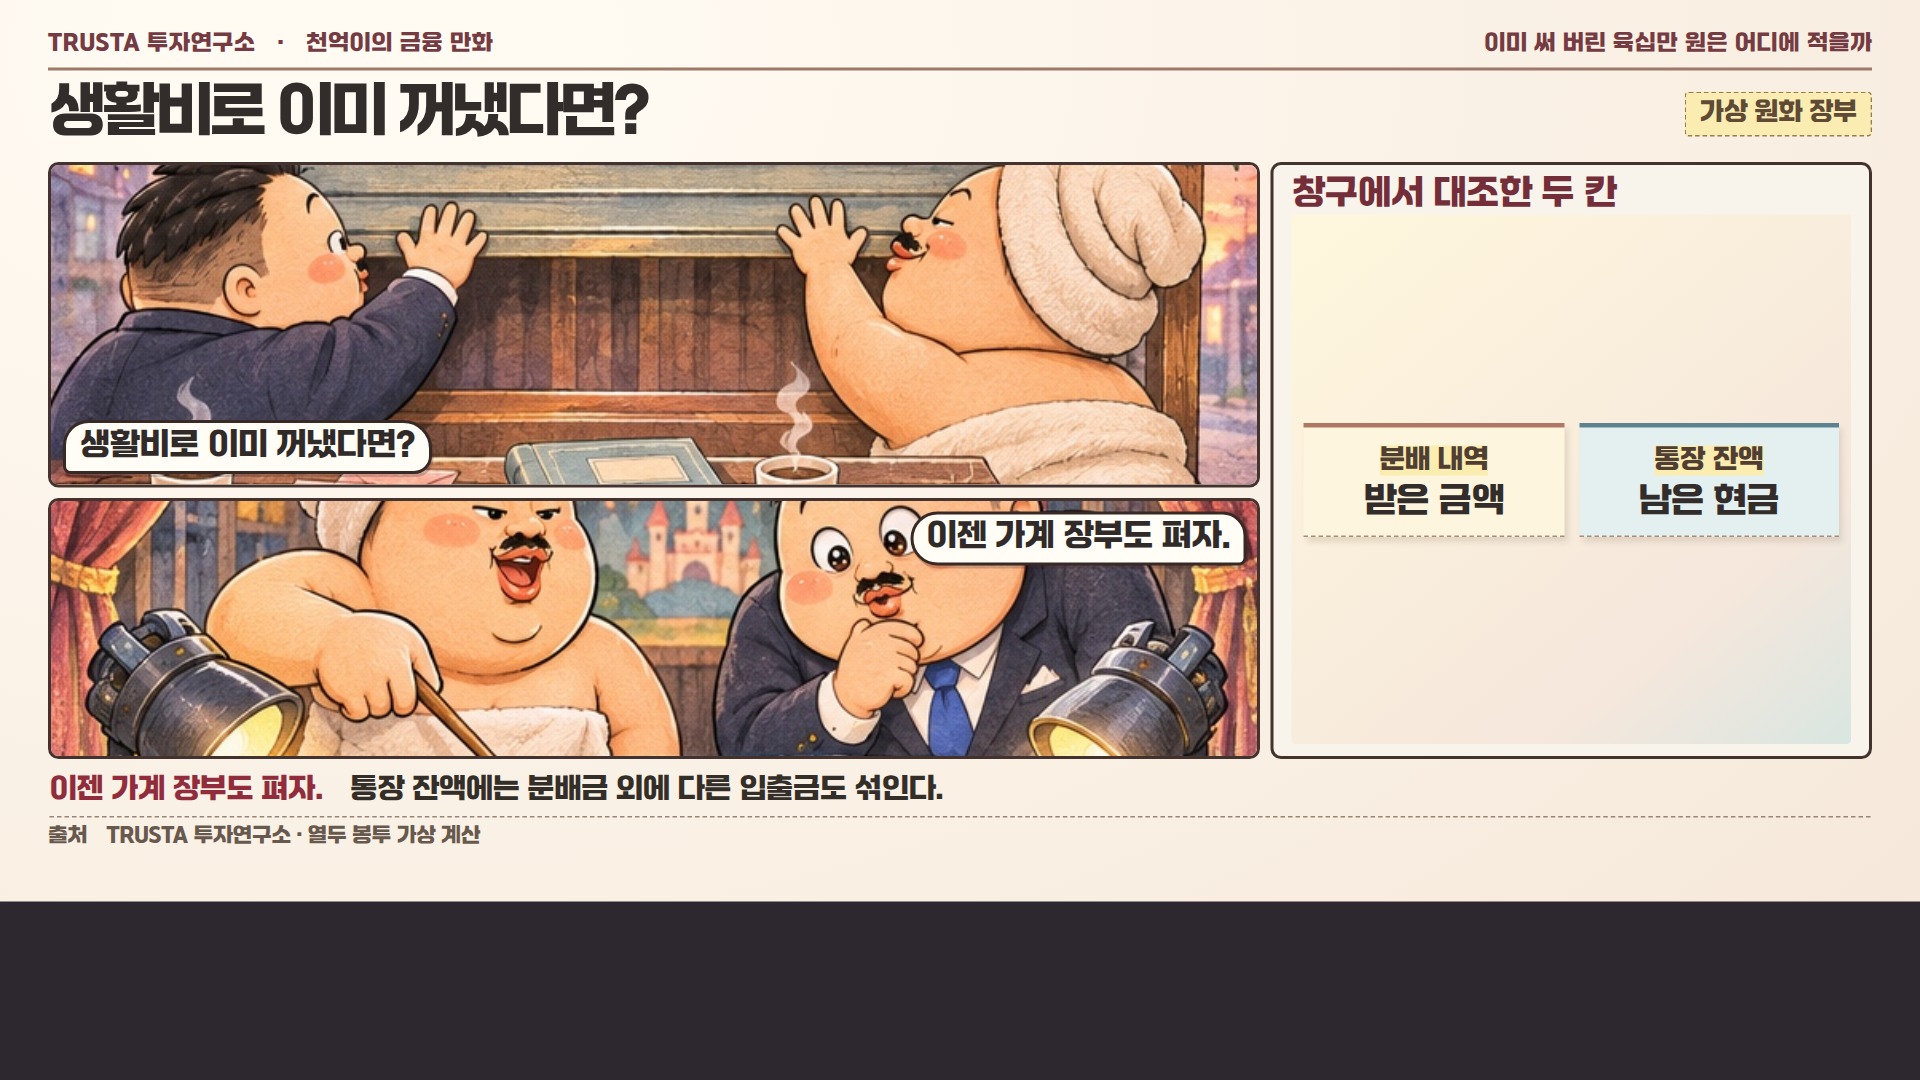 TRUSTA 투자연구소 · 천억이의 금융 만화
이미 써 버린 육십만 원은 어디에 적을까
생활비로 이미 꺼냈다면?
가상 원화 장부
생활비로 이미 꺼냈다면?
이젠 가계 장부도 펴자.
창구에서 대조한 두 칸
분배 내역
받은 금액
통장 잔액
남은 현금
이젠 가계 장부도 펴자. 통장 잔액에는 분배금 외에 다른 입출금도 섞인다.
출처 TRUSTA 투자연구소 · 열두 봉투 가상 계산